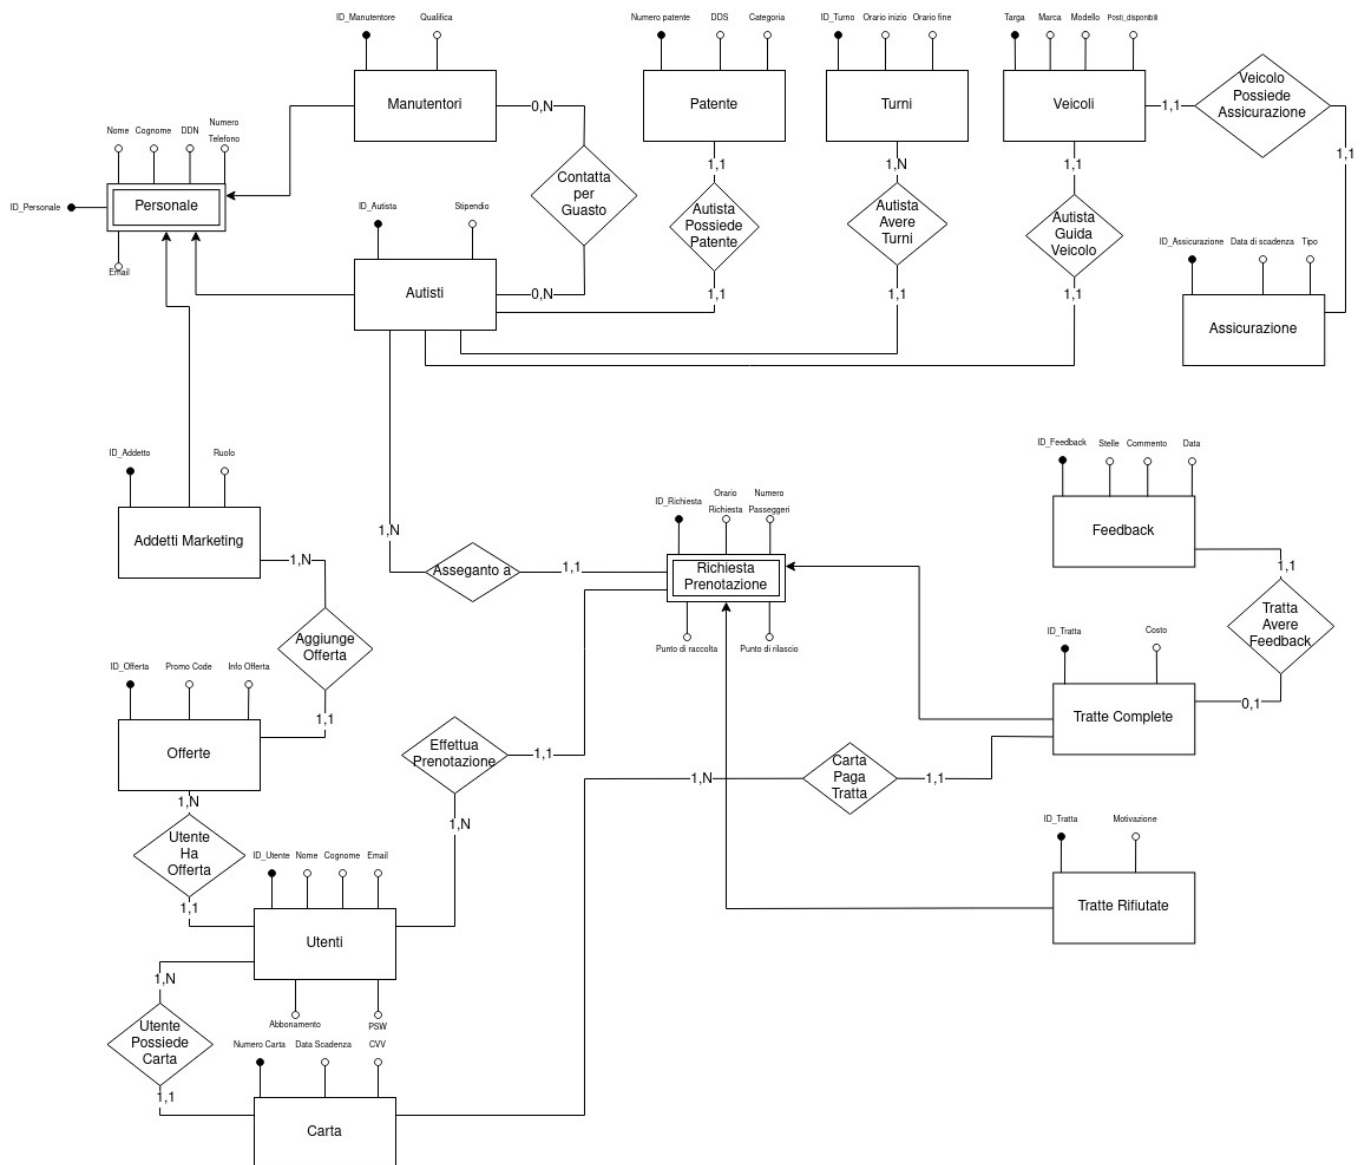 ID_Manutentore
Qualifica
Numero patente
DDS
Categoria
ID_Turno
Orario inizio
Orario fine
Targa
Marca
Modello
Posti_disponibili
Manutentori
Patente
Turni
Veicoli
Veicolo
Possiede
Assicurazione
0,N
1,1
1,1
Nome
Cognome
DDN
Numero
Telefono
1,1
1,N
1,1
ID_Personale
Personale
Email
Contatta
per
Guasto
ID_Autista
Stipendio
Autista
Possiede
Patente
Autista
Avere
Turni
Autista
Guida
Veicolo
ID_Assicurazione
Data di scadenza
Tipo
Autisti
0,N
1,1
1,1
1,1
Assicurazione
ID_Addetto
Ruolo
ID_Feedback
Stelle
Commento
Data
Addetti Marketing
1,N
1,N
ID_Richiesta
Orario
Richiesta
Numero
Passeggeri
Feedback
Asseganto a
1,1
Richiesta
Prenotazione
1,1
Punto di raccolta
Punto di rilascio
Tratta
Avere
Feedback
Aggiunge
Offerta
ID_Tratta
Costo
ID_Offerta
Promo Code
Info Offerta
1,1
0,1
Tratte Complete
Offerte
Effettua
Prenotazione
1,1
1,N
Carta
Paga
Tratta
1,1
1,N
Utente
Ha
Offerta
1,N
ID_Tratta
Motivazione
ID_Utente
Nome
Cognome
Email
1,1
Tratte Rifiutate
Utenti
1,N
Abbonamento
PSW
Utente
Possiede
Carta
Numero Carta
Data Scadenza
CVV
1,1
Carta